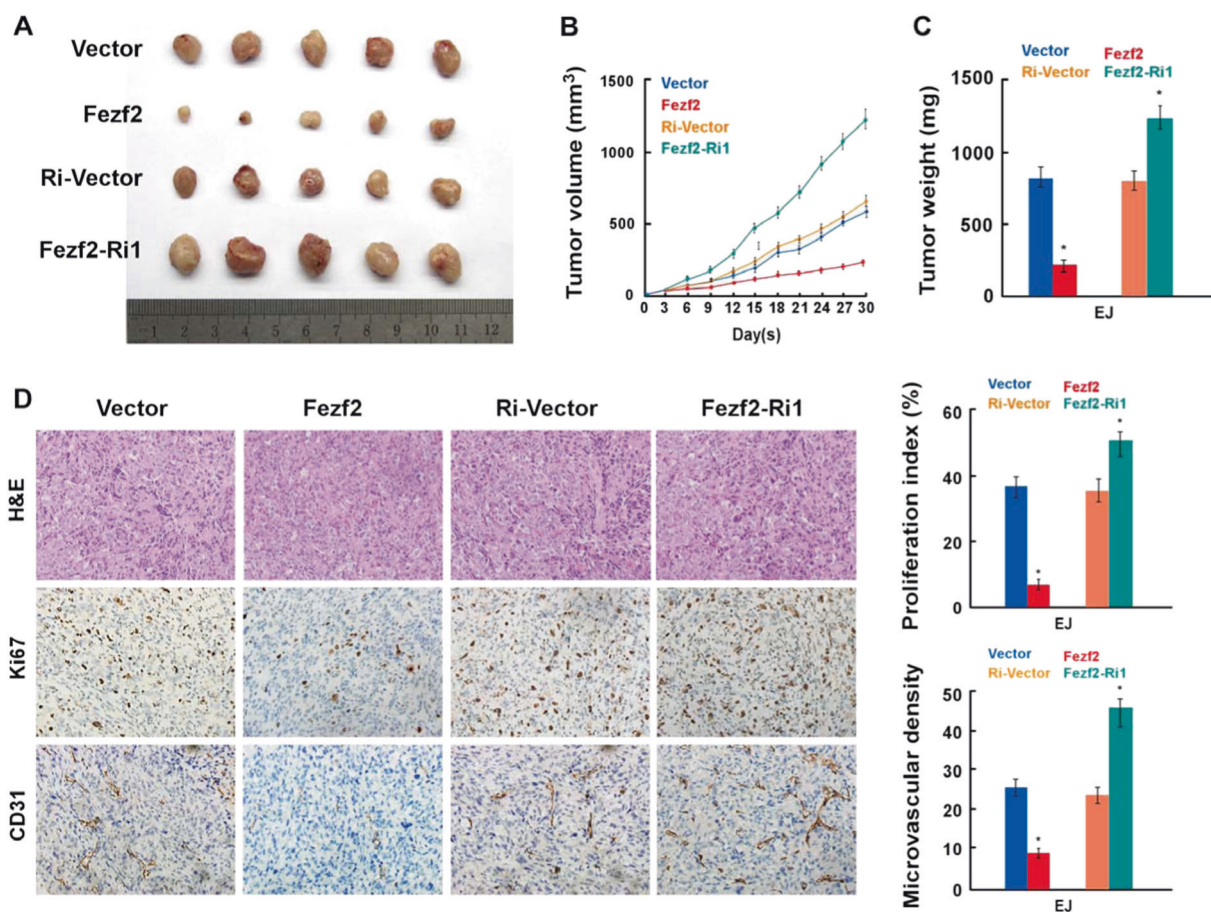 A
Vector
Fezf2
Ri-Vector
Fezf2-Ri1
1 2 3 4 5 6 7 8 9 10 11 12
B
Tumor volume (mm³)
1500
1000
500
0
Vector
Fezf2
Ri-Vector
Fezf2-Ri1
0 3 6 9 12 15 18 21 24 27 30
Day(s)
C
Vector Fezf2
Ri-Vector Fezf2-Ri1
Tumor weight (mg)
1500
1000
500
0
*
*
EJ
D
Vector Fezf2 Ri-Vector Fezf2-Ri1
H&E
Ki67
CD31
Vector Fezf2
Ri-Vector Fezf2-Ri1
Proliferation index (%)
60
40
20
0
*
*
EJ
Vector Fezf2
Ri-Vector Fezf2-Ri1
Microvascular density
50
40
30
20
10
0
*
*
EJ